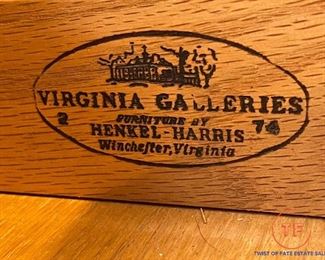 VIRGINIA GALLERIES
2 FURNITURE BY 74
HENKEL-HARRIS
Winchester, Virginia
TF
TWIST OF FATE ESTATE SALES